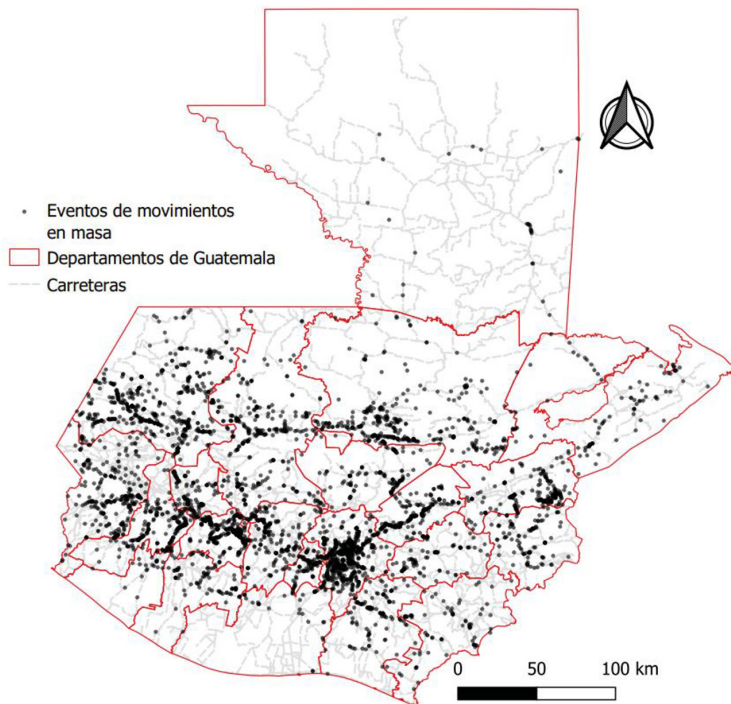 Eventos de movimientos
en masa
Departamentos de Guatemala
Carreteras
0 50 100 km